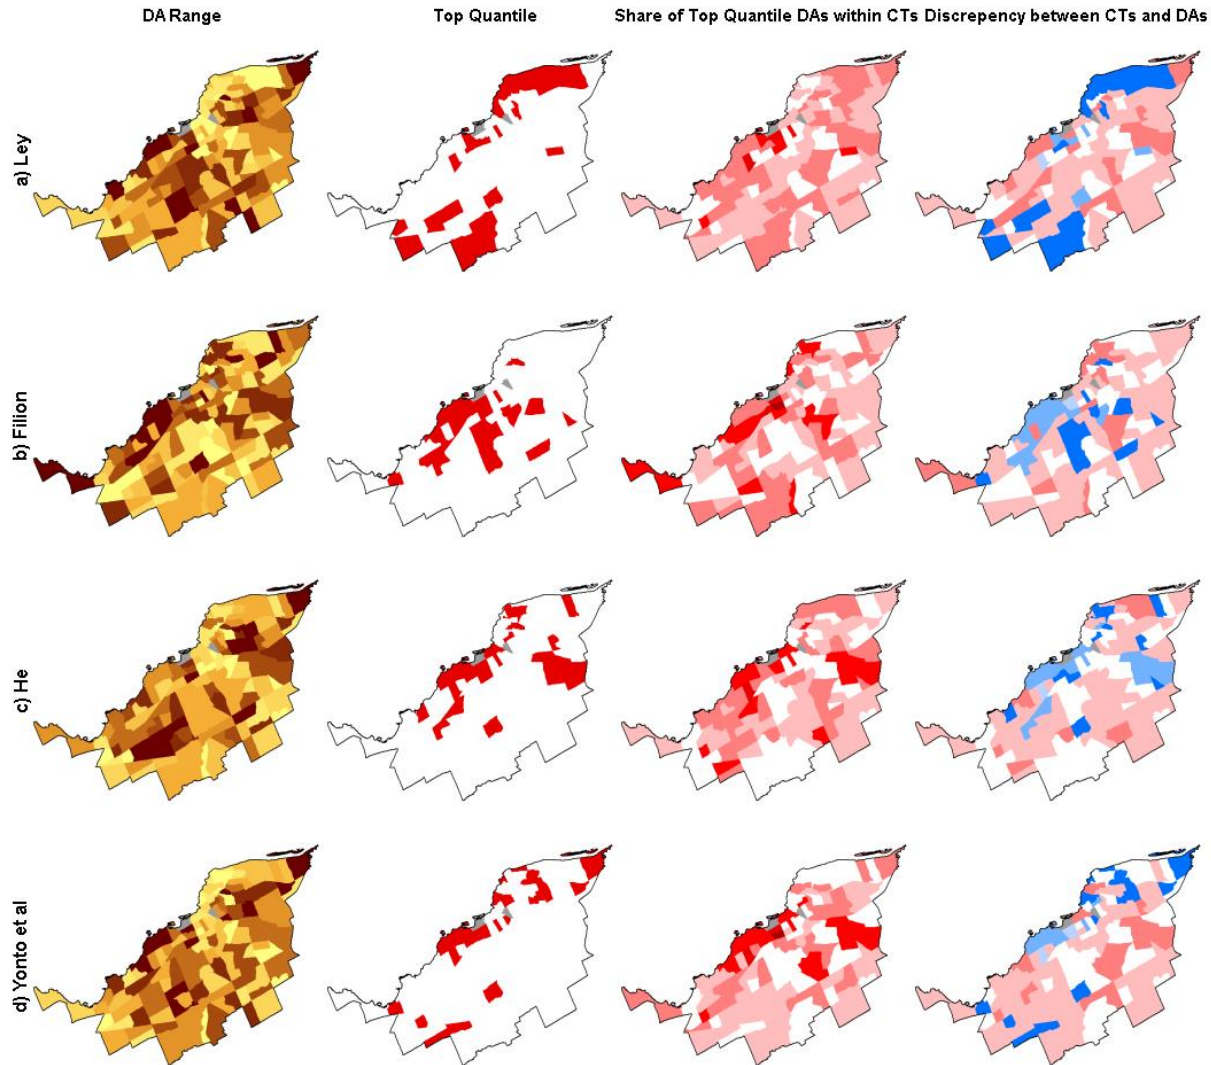 DA Range
Top Quantile
Share of Top Quantile DAs within CTs
Discrepency between CTs and DAs
a) Ley
b) Filion
c) He
d) Yonto et al